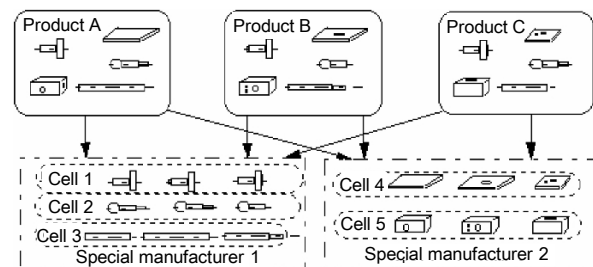 Product A
Product B
Product C
Cell 1
Cell 2
Cell 3
Special manufacturer 1
Cell 4
Cell 5
Special manufacturer 2